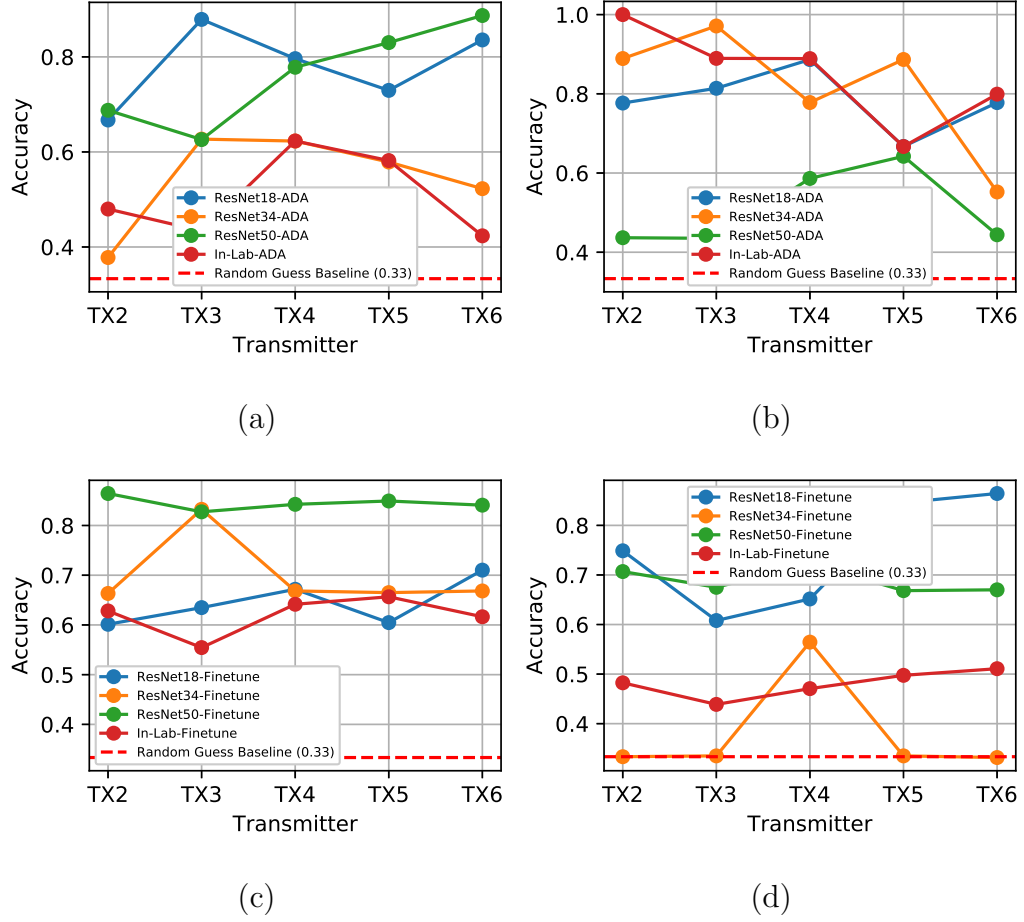 0.8
0.6
0.4
Accuracy
ResNet18-ADA
ResNet34-ADA
ResNet50-ADA
In-Lab-ADA
Random Guess Baseline (0.33)
TX2 TX3 TX4 TX5 TX6
Transmitter
(a)
1.0
0.8
0.6
0.4
Accuracy
ResNet18-ADA
ResNet34-ADA
ResNet50-ADA
In-Lab-ADA
Random Guess Baseline (0.33)
TX2 TX3 TX4 TX5 TX6
Transmitter
(b)
0.8
0.7
0.6
0.5
0.4
Accuracy
ResNet18-Finetune
ResNet34-Finetune
ResNet50-Finetune
In-Lab-Finetune
Random Guess Baseline (0.33)
TX2 TX3 TX4 TX5 TX6
Transmitter
(c)
0.8
0.7
0.6
0.5
0.4
Accuracy
ResNet18-Finetune
ResNet34-Finetune
ResNet50-Finetune
In-Lab-Finetune
Random Guess Baseline (0.33)
TX2 TX3 TX4 TX5 TX6
Transmitter
(d)